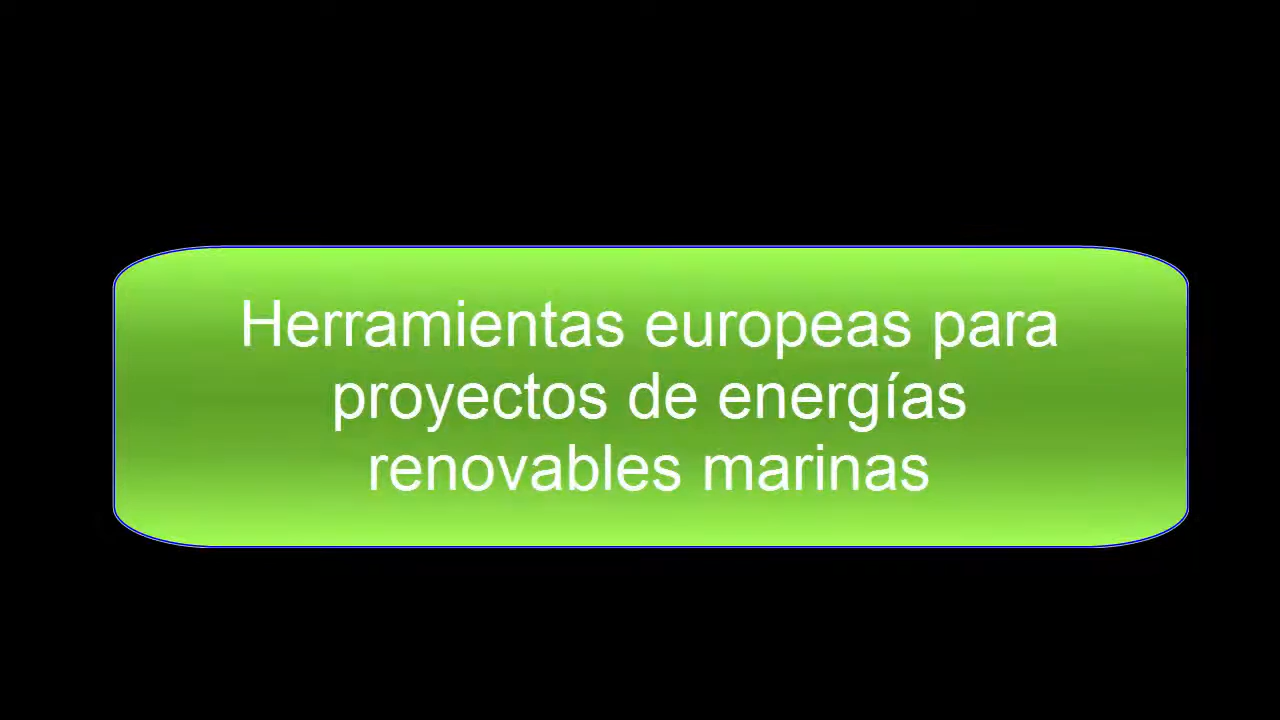 Herramientas europeas para
proyectos de energías
renovables marinas